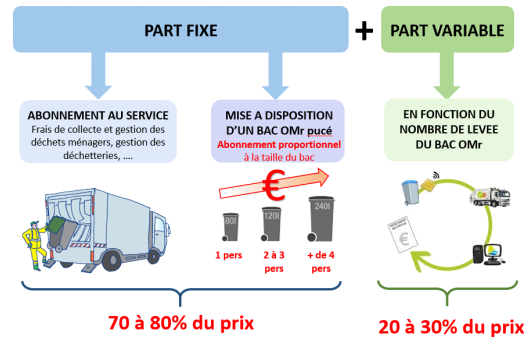 PART FIXE
+
PART VARIABLE
ABONNEMENT AU SERVICE
Frais de collecte et gestion des
déchets ménagers, gestion des
déchetteries, ....
MISE A DISPOSITION
D'UN BAC OMr pucé
Abonnement proportionnel
à la taille du bac
EN FONCTION DU
NOMBRE DE LEVEE
DU BAC OMr
€
80l
120l
240l
1 pers
2 à 3
pers
+ de 4
pers
€
70 à 80% du prix
20 à 30% du prix